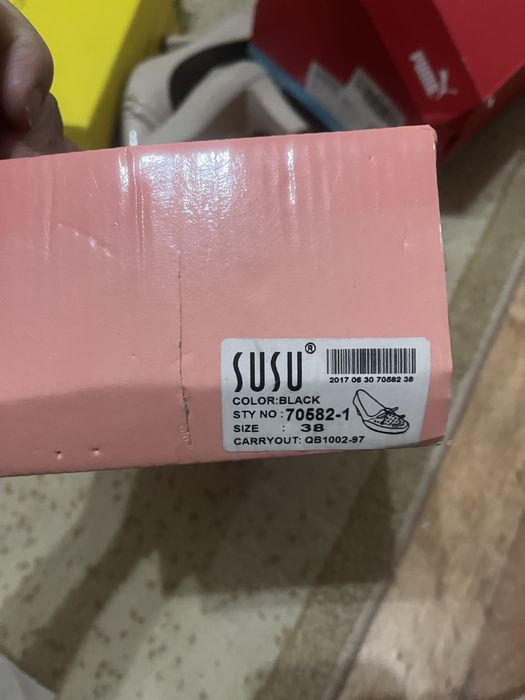 PUMA
SUSU®
2017 06 30 70582 38
COLOR:BLACK
STY NO : 70582-1
SIZE : 38
CARRYOUT: QB1002-97